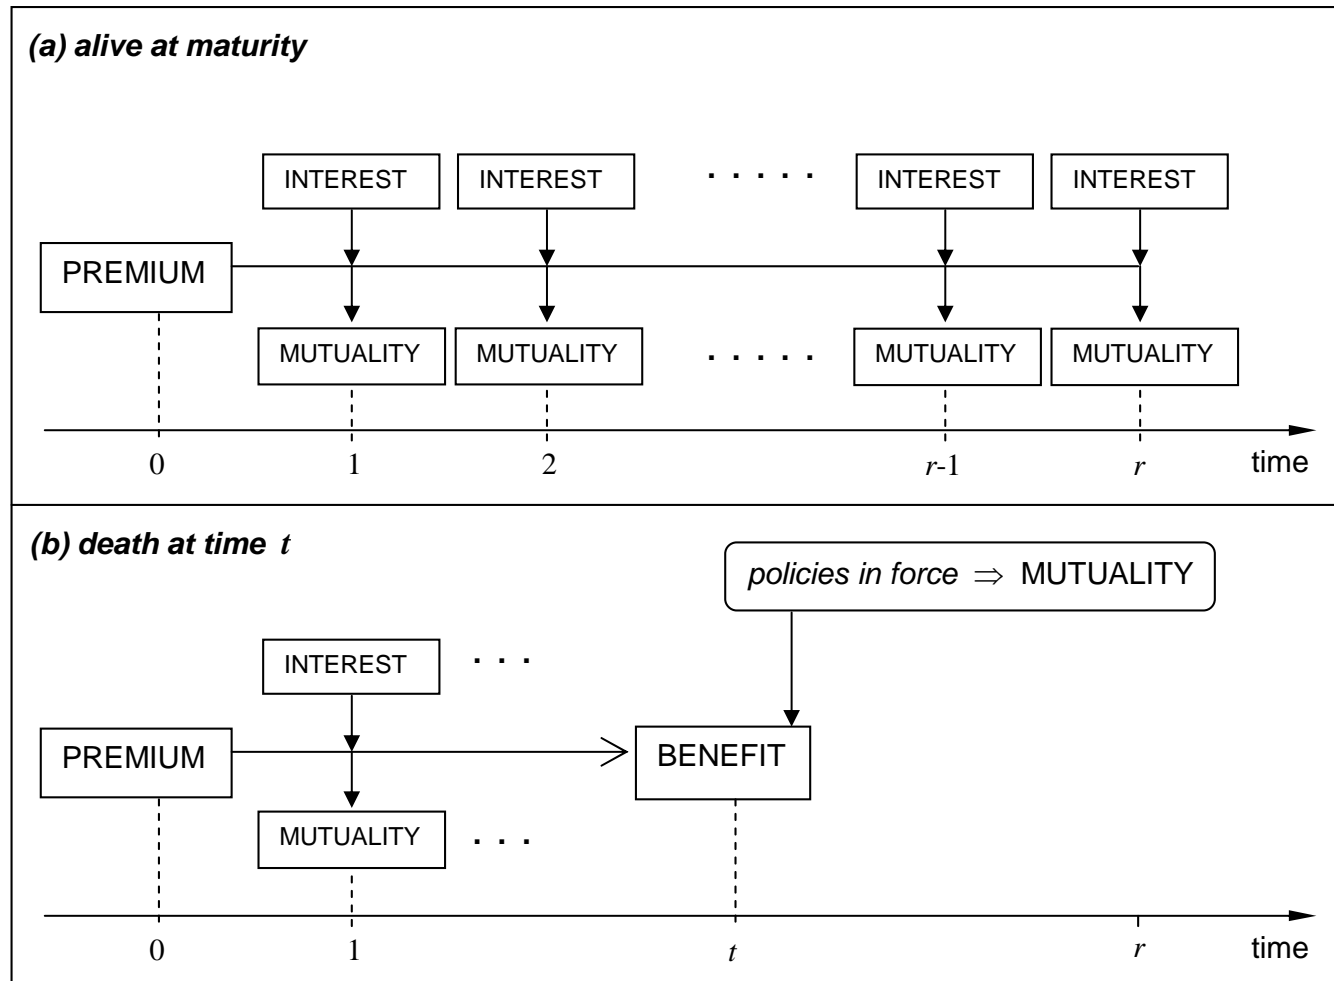 (a) alive at maturity
INTEREST INTEREST . . . . . INTEREST INTEREST
PREMIUM
MUTUALITY MUTUALITY . . . . . MUTUALITY MUTUALITY
0 1 2 r-1 r time
(b) death at time t
policies in force ⇒ MUTUALITY
INTEREST . . .
PREMIUM BENEFIT
MUTUALITY . . .
0 1 t r time